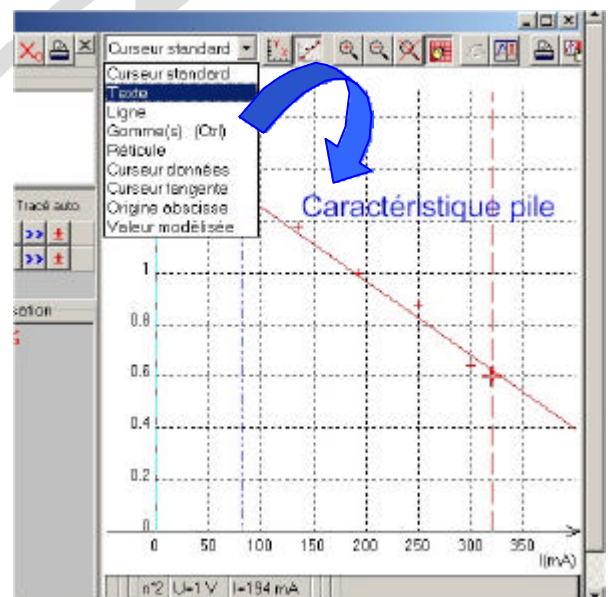 Curseur standard
Curseur standard
Texte
Ligne
Gomme(s) : (Ctrl)
Réticule
Curseur données
Curseur tangente
Origine abscisse
Valeur modélisée
Caractéristique pile
Tracé auto.
>> ±
>> ±
1
0.8
0.6
0.4
0.2
0
0 50 100 150 200 250 300 350
I(mA)
n°2 U=1 V I=194 mA